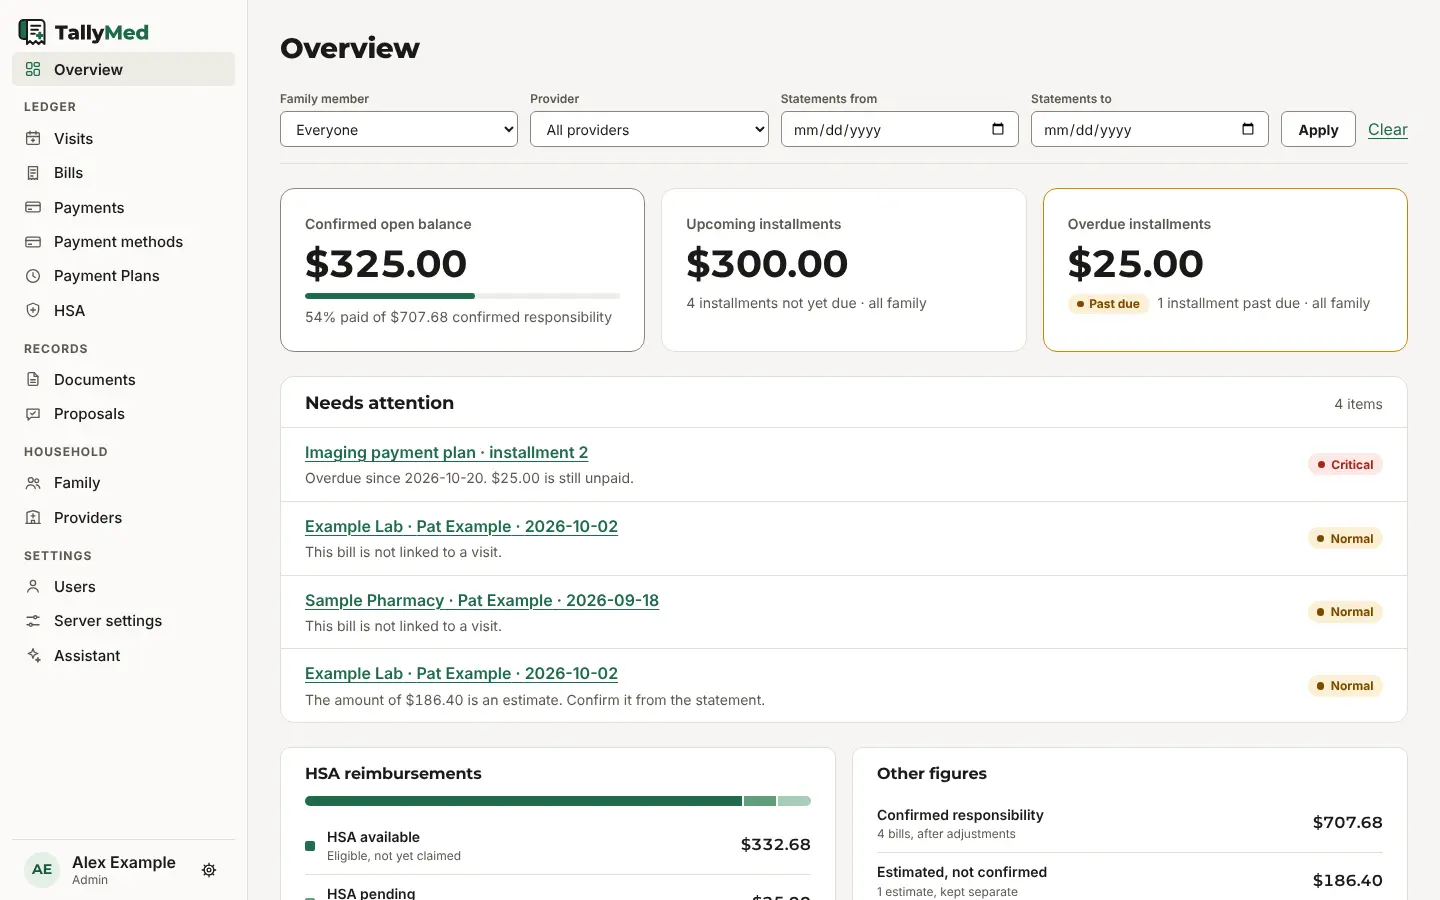 TallyMed
Overview
LEDGER
Visits
Bills
Payments
Payment methods
Payment Plans
HSA
RECORDS
Documents
Proposals
HOUSEHOLD
Family
Providers
SETTINGS
Users
Server settings
Assistant
AE
Alex Example
Admin
Overview
Family member
Everyone
Provider
All providers
Statements from
mm/dd/yyyy
Statements to
mm/dd/yyyy
Apply
Clear
Confirmed open balance
$325.00
54% paid of $707.68 confirmed responsibility
Upcoming installments
$300.00
4 installments not yet due · all family
Overdue installments
$25.00
Past due 1 installment past due · all family
Needs attention
4 items
Imaging payment plan · installment 2
Overdue since 2026-10-20. $25.00 is still unpaid.
Critical
Example Lab · Pat Example · 2026-10-02
This bill is not linked to a visit.
Normal
Sample Pharmacy · Pat Example · 2026-09-18
This bill is not linked to a visit.
Normal
Example Lab · Pat Example · 2026-10-02
The amount of $186.40 is an estimate. Confirm it from the statement.
Normal
HSA reimbursements
HSA available
Eligible, not yet claimed
$332.68
HSA pending
Other figures
Confirmed responsibility
4 bills, after adjustments
$707.68
Estimated, not confirmed
1 estimate, kept separate
$186.40